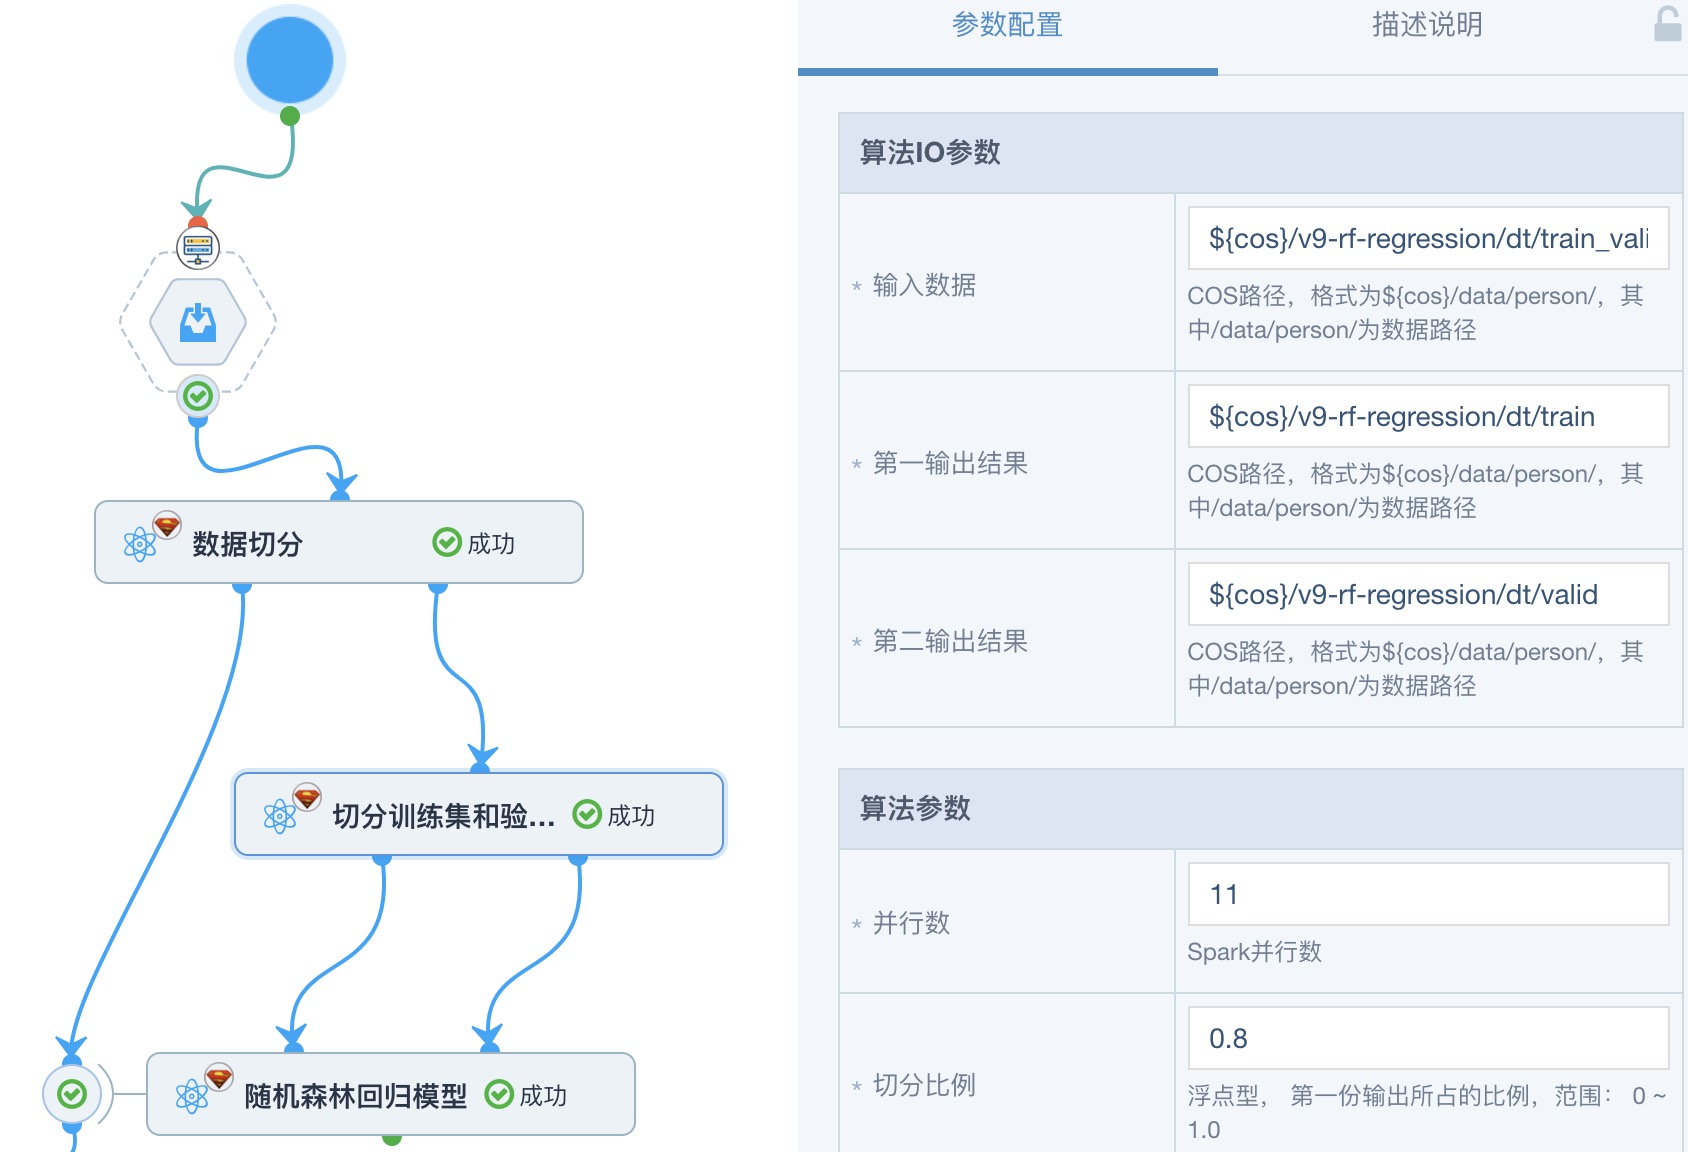 参数配置
描述说明
算法IO参数
* 输入数据
${cos}/v9-rf-regression/dt/train_vali
COS路径，格式为${cos}/data/person/，其
中/data/person/为数据路径
* 第一输出结果
${cos}/v9-rf-regression/dt/train
COS路径，格式为${cos}/data/person/，其
中/data/person/为数据路径
* 第二输出结果
${cos}/v9-rf-regression/dt/valid
COS路径，格式为${cos}/data/person/，其
中/data/person/为数据路径
算法参数
* 并行数
11
Spark并行数
* 切分比例
0.8
浮点型， 第一份输出所占的比例，范围： 0 ~
1.0
数据切分
成功
切分训练集和验...
成功
随机森林回归模型
成功